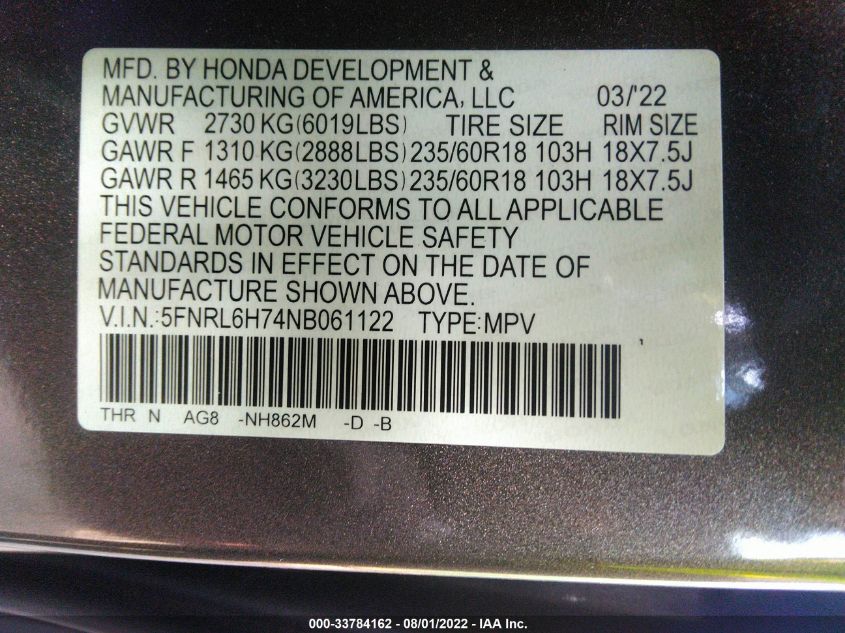 MFD. BY HONDA DEVELOPMENT &
MANUFACTURING OF AMERICA, LLC 03/'22
GVWR 2730 KG(6019LBS) TIRE SIZE RIM SIZE
GAWR F 1310 KG(2888LBS) 235/60R18 103H 18X7.5J
GAWR R 1465 KG(3230LBS) 235/60R18 103H 18X7.5J
THIS VEHICLE CONFORMS TO ALL APPLICABLE
FEDERAL MOTOR VEHICLE SAFETY
STANDARDS IN EFFECT ON THE DATE OF
MANUFACTURE SHOWN ABOVE.
V.I.N.:5FNRL6H74NB061122 TYPE:MPV
1
THR N AG8 -NH862M -D -B
000-33784162 - 08/01/2022 - IAA Inc.